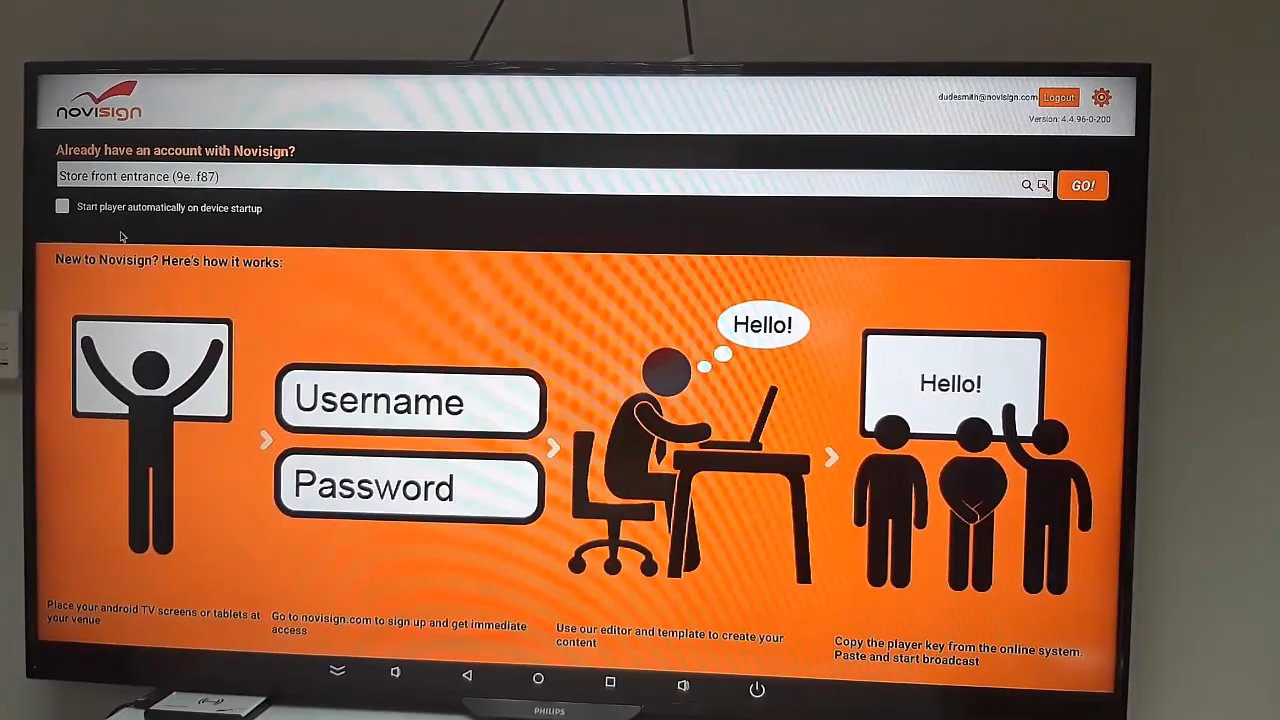 novisign
dudesmith@novisign.com Logout
Version: 4.4.96-0-200
Already have an account with Novisign?
Store front entrance (9e..f87)
GO!
Start player automatically on device startup
New to Novisign? Here's how it works:
Hello!
Hello!
Username
Password
Place your android TV screens or tablets at
your venue
Go to novisign.com to sign up and get immediate
access
Use our editor and template to create your
content
Copy the player key from the online system.
Paste and start broadcast
PHILIPS